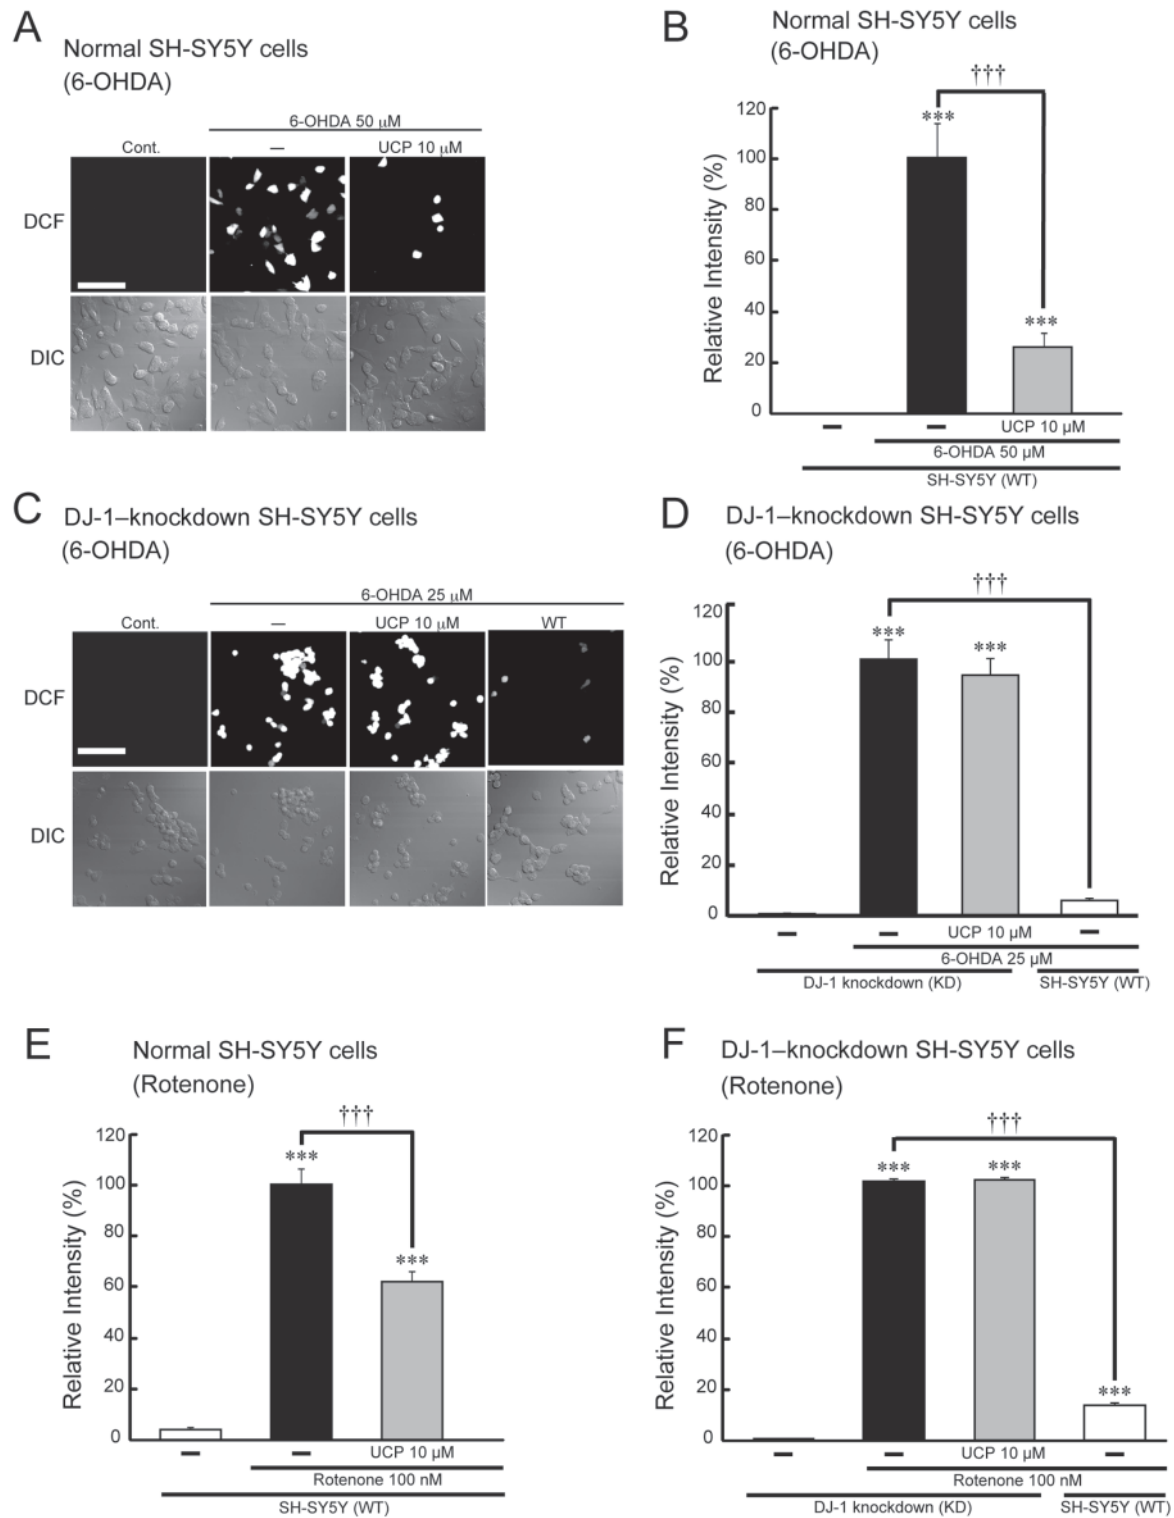 A
Normal SH-SY5Y cells
(6-OHDA)
6-OHDA 50 µM
Cont.
—
UCP 10 µM
DCF
DIC
B
Normal SH-SY5Y cells
(6-OHDA)
†††
120
100
80
60
40
20
0
Relative Intensity (%)
***
***
–
–
UCP 10 µM
6-OHDA 50 µM
SH-SY5Y (WT)
C
DJ-1–knockdown SH-SY5Y cells
(6-OHDA)
6-OHDA 25 µM
Cont.
—
UCP 10 µM
WT
DCF
DIC
D
DJ-1–knockdown SH-SY5Y cells
(6-OHDA)
†††
120
100
80
60
40
20
0
Relative Intensity (%)
***
***
–
–
UCP 10 µM
–
6-OHDA 25 µM
DJ-1 knockdown (KD)
SH-SY5Y (WT)
E
Normal SH-SY5Y cells
(Rotenone)
†††
120
100
80
60
40
20
0
Relative Intensity (%)
***
***
–
–
UCP 10 µM
Rotenone 100 nM
SH-SY5Y (WT)
F
DJ-1–knockdown SH-SY5Y cells
(Rotenone)
†††
120
100
80
60
40
20
0
Relative Intensity (%)
***
***
***
–
–
UCP 10 µM
–
Rotenone 100 nM
DJ-1 knockdown (KD)
SH-SY5Y (WT)